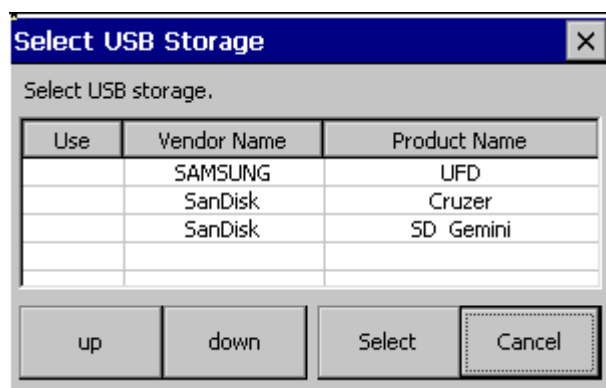 Select USB Storage
Select USB storage.
Use Vendor Name Product Name
SAMSUNG UFD
SanDisk Cruzer
SanDisk SD Gemini
up down Select Cancel